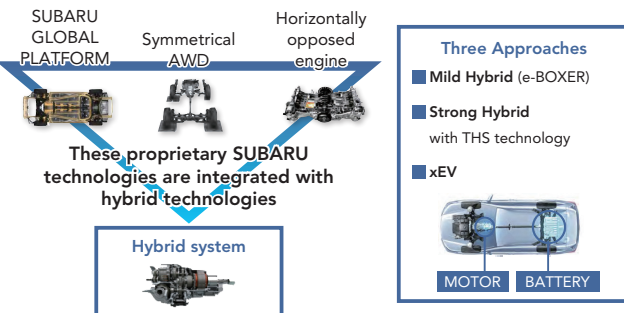 SUBARU
GLOBAL
PLATFORM
Symmetrical
AWD
Horizontally
opposed
engine
These proprietary SUBARU
technologies are integrated with
hybrid technologies
Hybrid system
Three Approaches
Mild Hybrid (e-BOXER)
Strong Hybrid
with THS technology
xEV
MOTOR
BATTERY